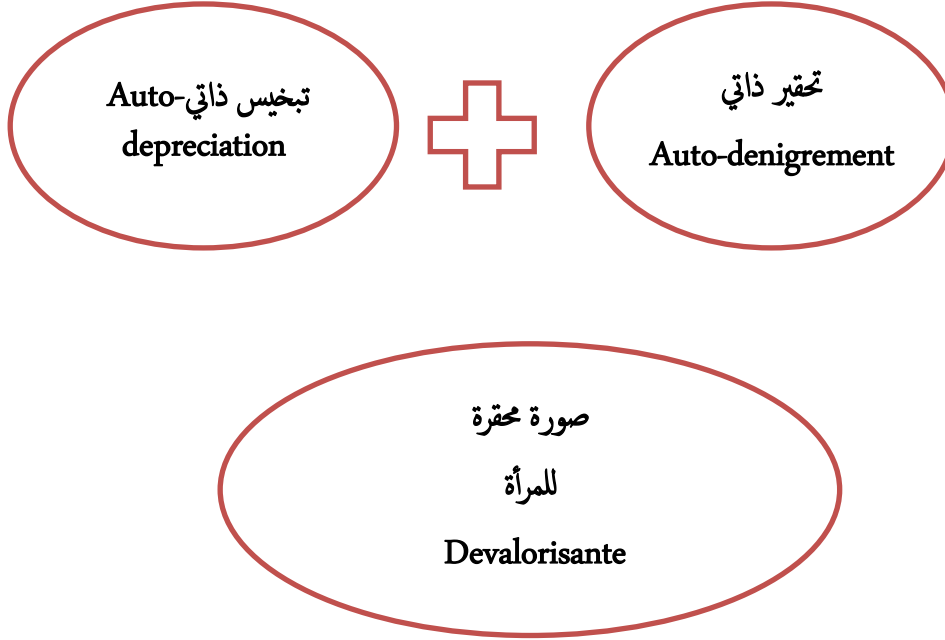 تحقير ذاتي
Auto-denigrement
تبخيس ذاتي-Auto
depreciation
صورة محقرة
للمرأة
Devalorisante